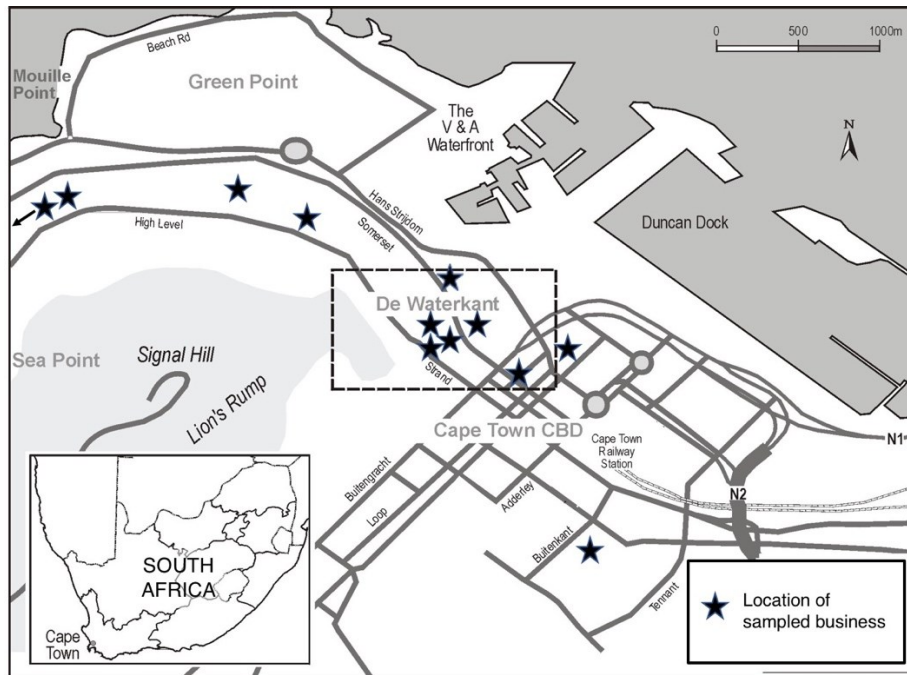 Beach Rd
0 500 1000m
Mouille
Point
Green Point
The
V & A
Waterfront
N
Hans Strijdom
Somerset
High Level
Duncan Dock
De Waterkant
Sea Point
Signal Hill
Strand
Lion's Rump
Cape Town CBD
Cape Town
Railway
Station
N1
Buitengracht
Loop
Adderley
N2
Buitenkant
Tennant
SOUTH
AFRICA
Cape
Town
Location of
sampled business